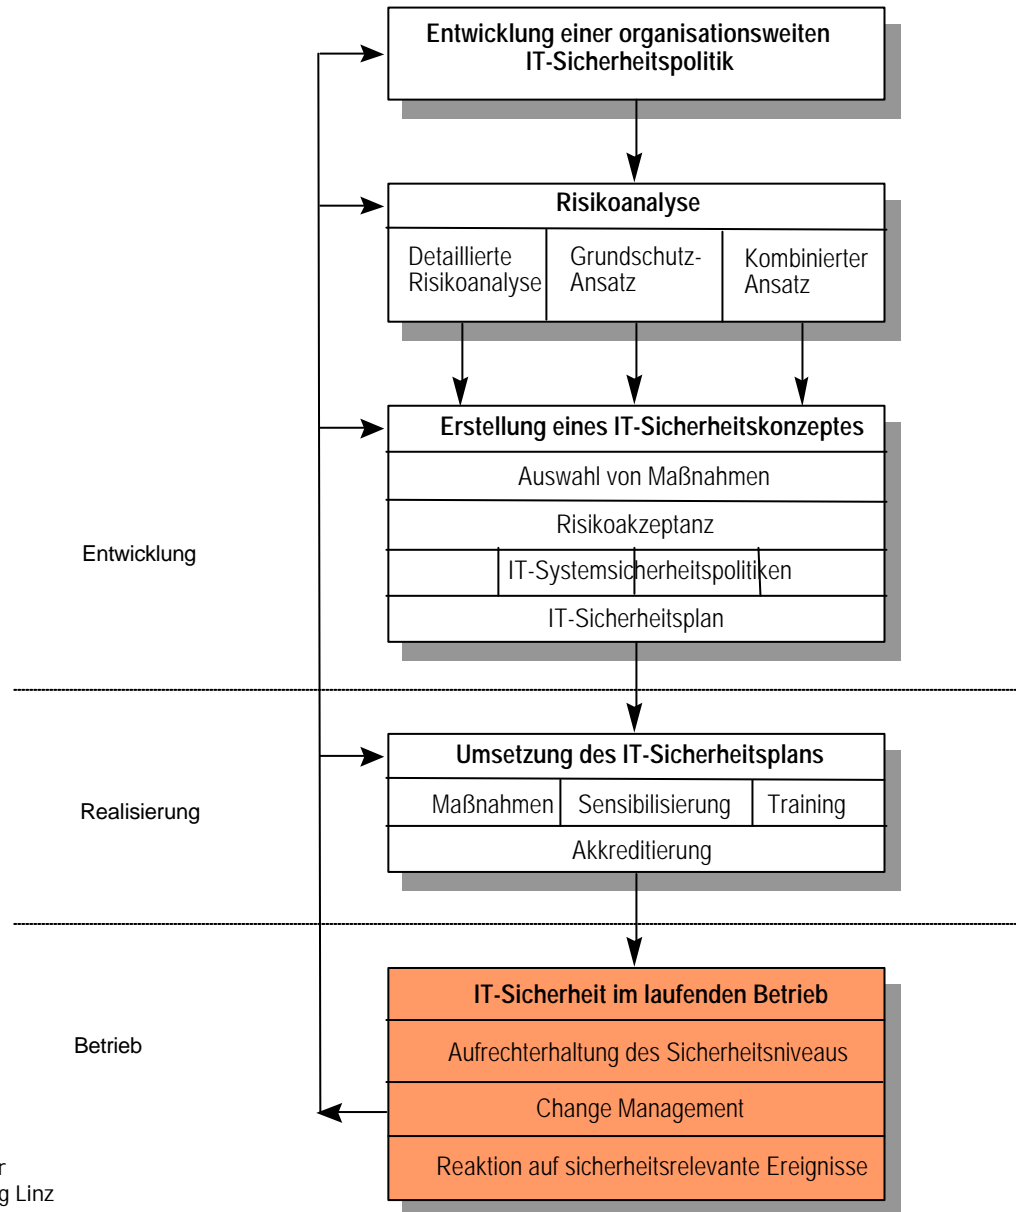 Entwicklung einer organisationsweiten
IT-Sicherheitspolitik
Risikoanalyse
Detaillierte
Risikoanalyse
Grundschutz-
Ansatz
Kombinierter
Ansatz
Erstellung eines IT-Sicherheitskonzeptes
Auswahl von Maßnahmen
Risikoakzeptanz
Entwicklung
IT-Systemsicherheitspolitiken
IT-Sicherheitsplan
Umsetzung des IT-Sicherheitsplans
Realisierung
Maßnahmen
Sensibilisierung
Training
Akkreditierung
IT-Sicherheit im laufenden Betrieb
Betrieb
Aufrechterhaltung des Sicherheitsniveaus
Change Management
Reaktion auf sicherheitsrelevante Ereignisse
r
g Linz